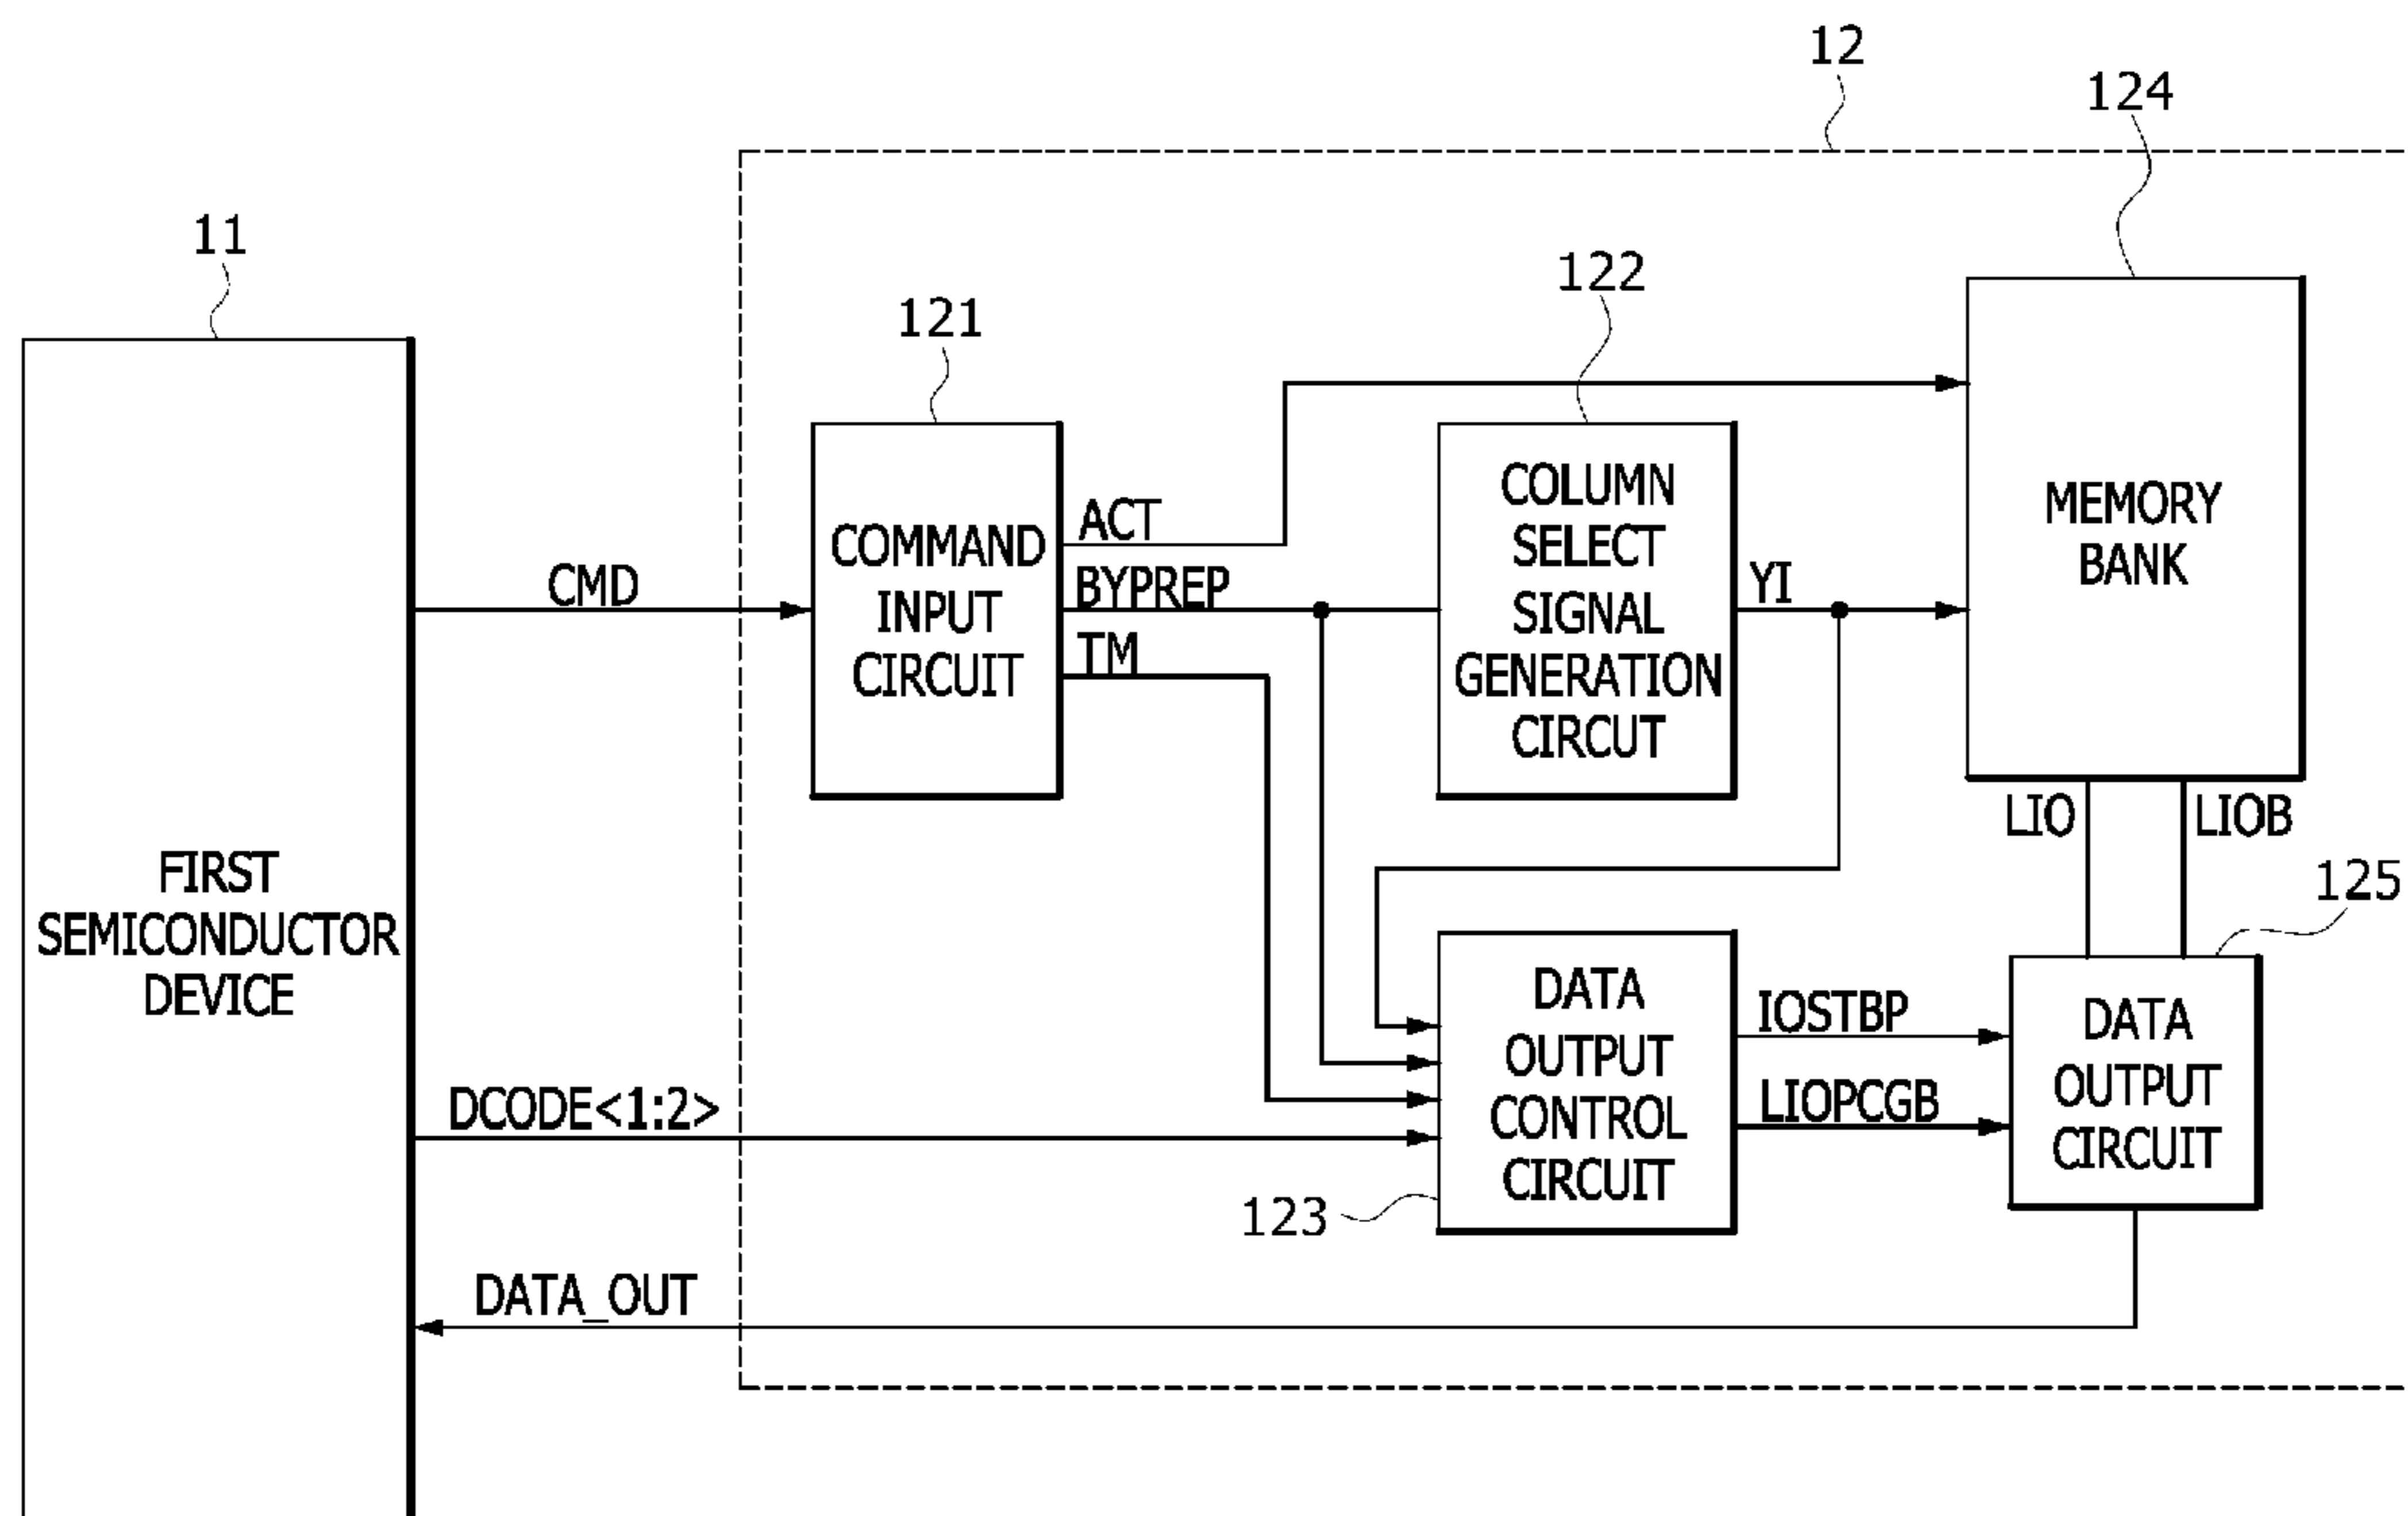 12
124
11
122
121
COLUMN
SELECT
SIGNAL
GENERATION
CIRCUT
MEMORY
BANK
ACT
COMMAND
INPUT
CIRCUIT
CMD
BYPREP
YI
TM
LIO
LIOB
FIRST
SEMICONDUCTOR
DEVICE
125
DATA
OUTPUT
CONTROL
CIRCUIT
IOSTBP
DATA
OUTPUT
CIRCUIT
DCODE<1:2>
LIOPCGB
123
DATA_OUT